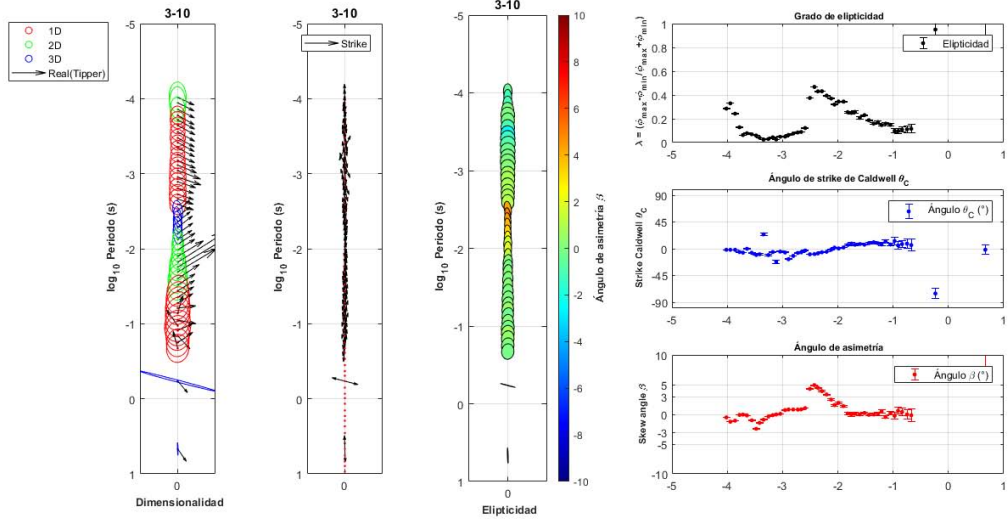 3-10
1D
2D
3D
Real(Tipper)
-5
-4
-3
-2
-1
0
1
log10 Periodo (s)
0
Dimensionalidad
3-10
Strike
-5
-4
-3
-2
-1
0
1
log10 Periodo (s)
0
3-10
-5
-4
-3
-2
-1
0
1
log10 Periodo (s)
0
Elipticidad
10
8
6
4
2
0
-2
-4
-6
-8
-10
Ángulo de asimetría β
Grado de elipticidad
Elipticidad
1
0.8
0.6
0.4
0.2
0
-5 -4 -3 -2 -1 0 1
λ = (ϕmax-ϕmin/ϕmax+ϕmin)
Ángulo de strike de Caldwell θC
Ángulo θC (°)
90
45
0
-45
-90
-5 -4 -3 -2 -1 0 1
Strike Caldwell θC
Ángulo de asimetría
Ángulo β (°)
10
5
3
0
-3
-5
-10
-5 -4 -3 -2 -1 0 1
Skew angle β